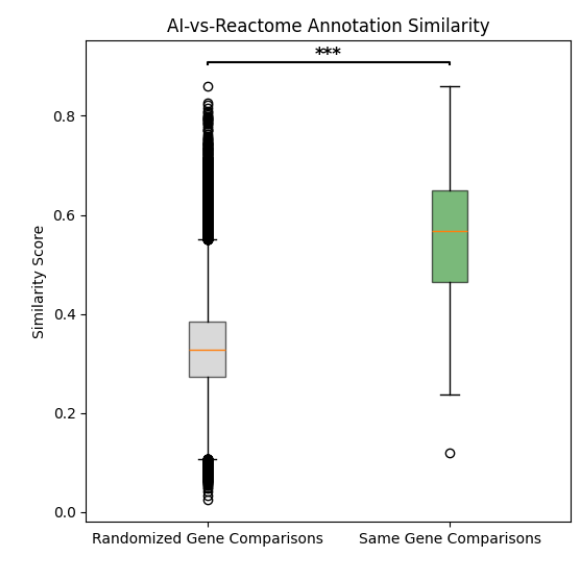 AI-vs-Reactome Annotation Similarity
***
Similarity Score
0.8
0.6
0.4
0.2
0.0
Randomized Gene Comparisons
Same Gene Comparisons